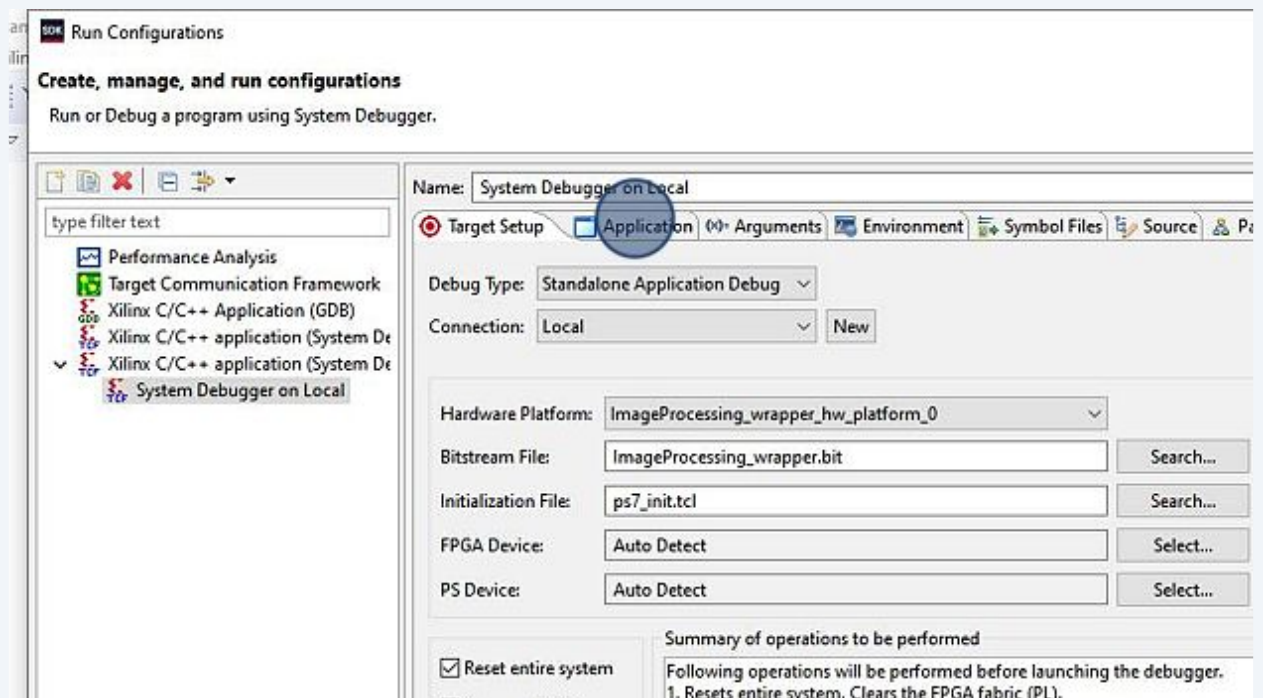 SDK Run Configurations
Create, manage, and run configurations
Run or Debug a program using System Debugger.
Name: System Debugger on Local
type filter text
Target Setup Application (x)= Arguments Environment Symbol Files Source Pa
Performance Analysis
Target Communication Framework
Xilinx C/C++ Application (GDB)
Xilinx C/C++ application (System De
Xilinx C/C++ application (System De
System Debugger on Local
Debug Type: Standalone Application Debug
Connection: Local New
Hardware Platform: ImageProcessing_wrapper_hw_platform_0
Bitstream File: ImageProcessing_wrapper.bit Search...
Initialization File: ps7_init.tcl Search...
FPGA Device: Auto Detect Select...
PS Device: Auto Detect Select...
Reset entire system
Summary of operations to be performed
Following operations will be performed before launching the debugger.
1. Resets entire system. Clears the FPGA fabric (PL).